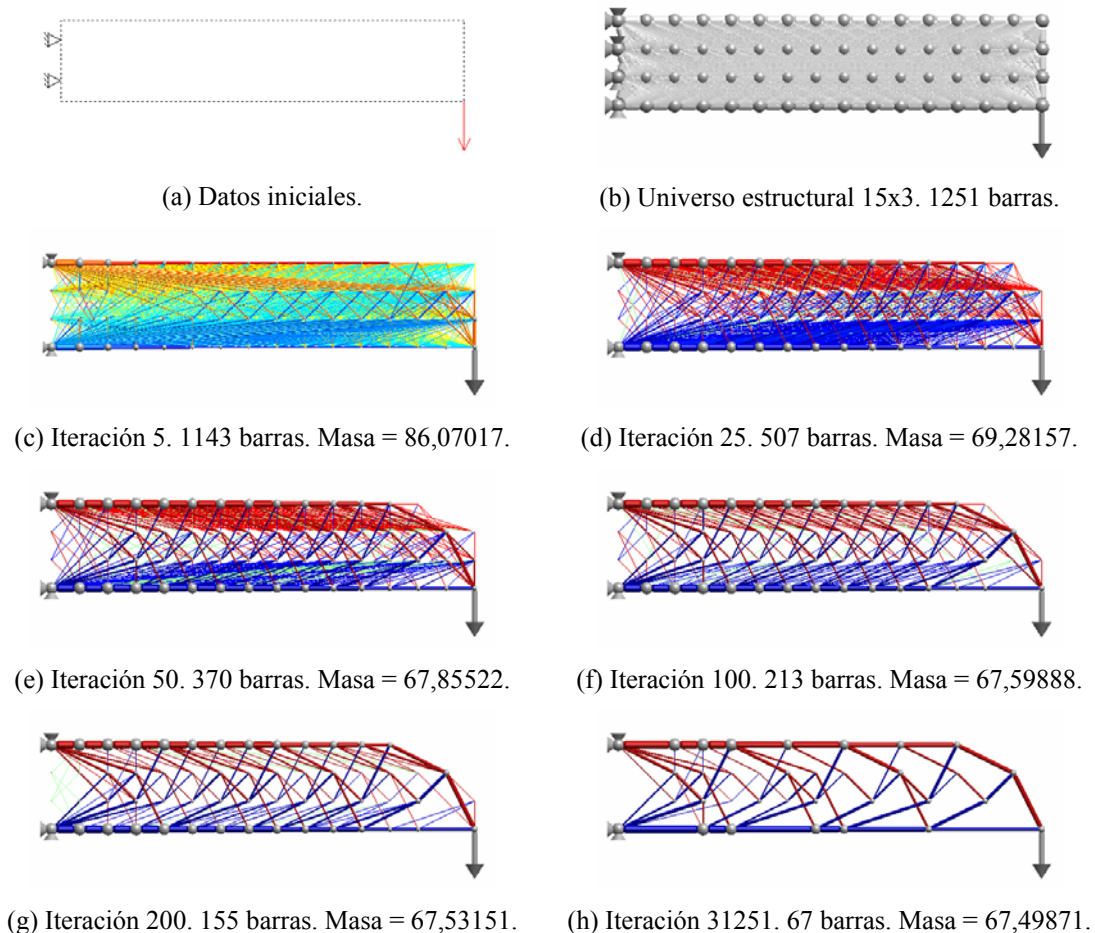 (a) Datos iniciales.
(b) Universo estructural 15x3. 1251 barras.
(c) Iteración 5. 1143 barras. Masa = 86,07017.
(d) Iteración 25. 507 barras. Masa = 69,28157.
(e) Iteración 50. 370 barras. Masa = 67,85522.
(f) Iteración 100. 213 barras. Masa = 67,59888.
(g) Iteración 200. 155 barras. Masa = 67,53151.
(h) Iteración 31251. 67 barras. Masa = 67,49871.